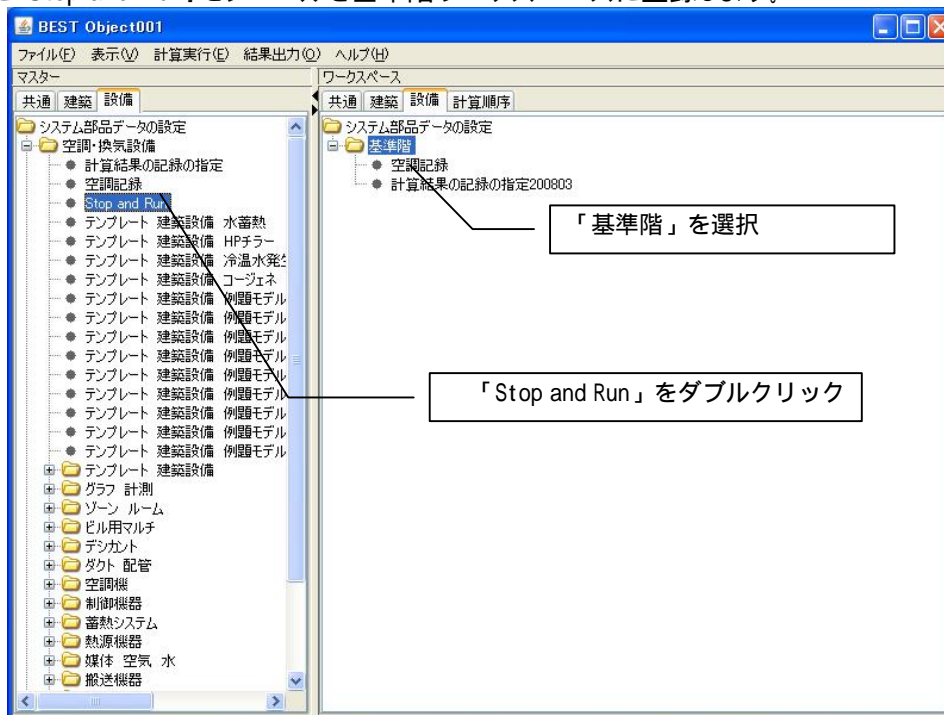 BEST Object001
ファイル(F) 表示(V) 計算実行(E) 結果出力(O) ヘルプ(H)
マスター
共通 建築 設備
システム部品データの設定
空調・換気設備
計算結果の記録の指定
空調記録
Stop and Run
テンプレート 建築設備 水蓄熱
テンプレート 建築設備 HPチラー
テンプレート 建築設備 冷温水発生
テンプレート 建築設備 コージェネ
テンプレート 建築設備 例題モデル
テンプレート 建築設備 例題モデル
テンプレート 建築設備 例題モデル
テンプレート 建築設備 例題モデル
テンプレート 建築設備 例題モデル
テンプレート 建築設備 例題モデル
テンプレート 建築設備 例題モデル
テンプレート 建築設備 例題モデル
テンプレート 建築設備 例題モデル
テンプレート 建築設備
グラフ 計測
ゾーン ルーム
ビル用マルチ
デシカント
ダクト 配管
空調機
制御機器
蓄熱システム
熱源機器
媒体 空気 水
搬送機器
ワークスペース
共通 建築 設備 計算順序
システム部品データの設定
基準階
空調記録
計算結果の記録の指定200803
「基準階」を選択
「Stop and Run」をダブルクリック